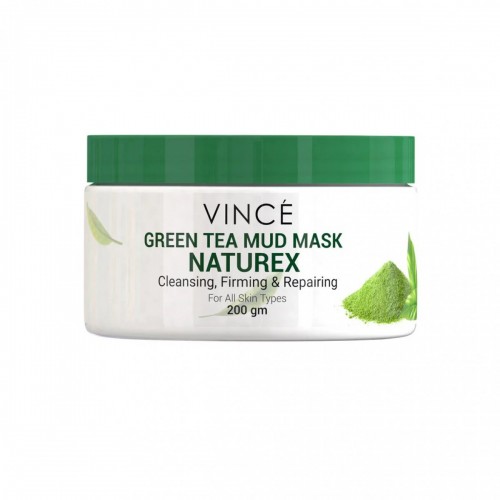 VINCÉ
GREEN TEA MUD MASK
NATUREX
Cleansing, Firming & Repairing
For All Skin Types
200 gm